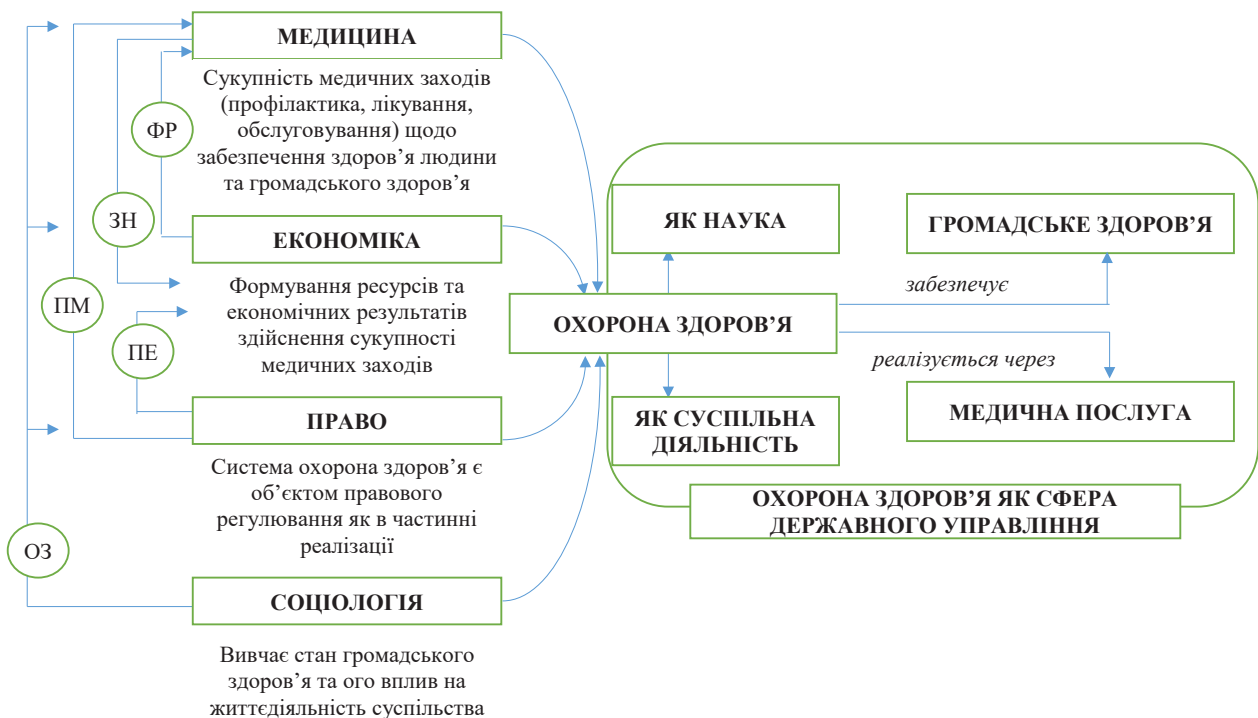 МЕДИЦИНА
Сукупність медичних заходів
(профілактика, лікування,
обслуговування) щодо
забезпечення здоров’я людини
та громадського здоров’я
ФР
ЗН
ЕКОНОМІКА
Формування ресурсів та
економічних результатів
здійснення сукупності
медичних заходів
ПМ
ПЕ
ПРАВО
Система охорона здоров’я є
об’єктом правового
регулювання як в частинні
реалізації
ОЗ
СОЦІОЛОГІЯ
Вивчає стан громадського
здоров’я та ого вплив на
життєдіяльність суспільства
ОХОРОНА ЗДОРОВ’Я
ЯК НАУКА
ЯК СУСПІЛЬНА
ДІЯЛЬНІСТЬ
ГРОМАДСЬКЕ ЗДОРОВ’Я
забезпечує
реалізується через
МЕДИЧНА ПОСЛУГА
ОХОРОНА ЗДОРОВ’Я ЯК СФЕРА
ДЕРЖАВНОГО УПРАВЛІННЯ